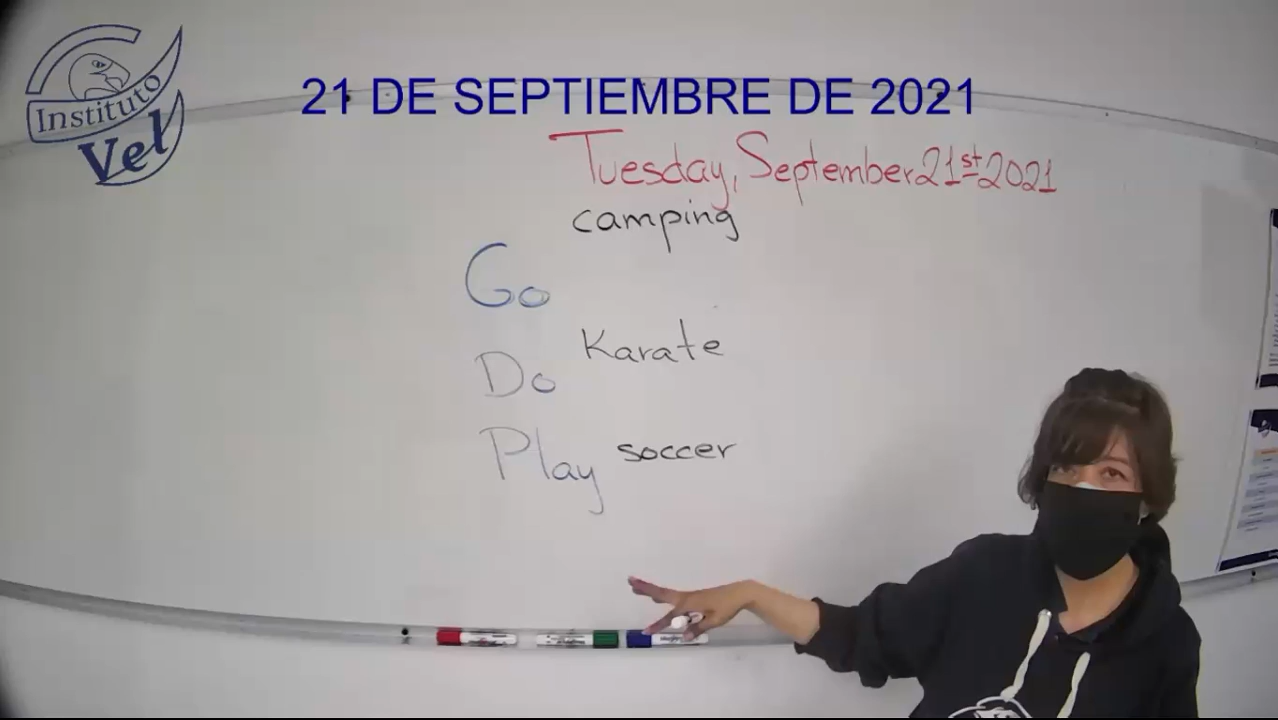 Instituto
Vel
21 DE SEPTIEMBRE DE 2021
Tuesday, September 21st 2021
camping
Go
Karate
Do
Play soccer